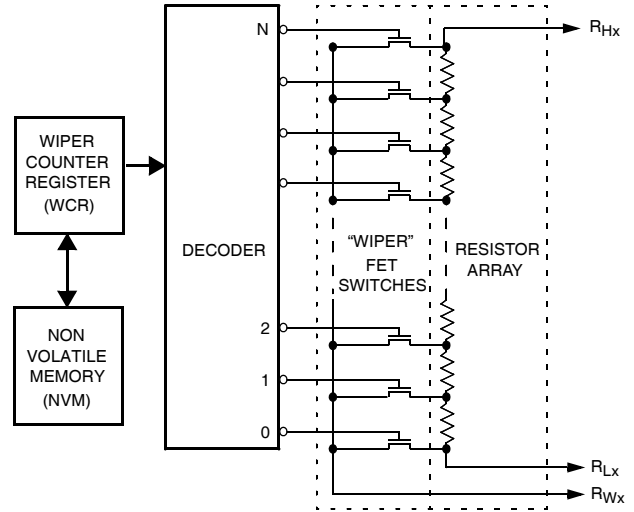 N
R_Hx
WIPER
COUNTER
REGISTER
(WCR)
DECODER
"WIPER"
FET
SWITCHES
RESISTOR
ARRAY
NON
VOLATILE
MEMORY
(NVM)
2
1
0
R_Lx
R_Wx